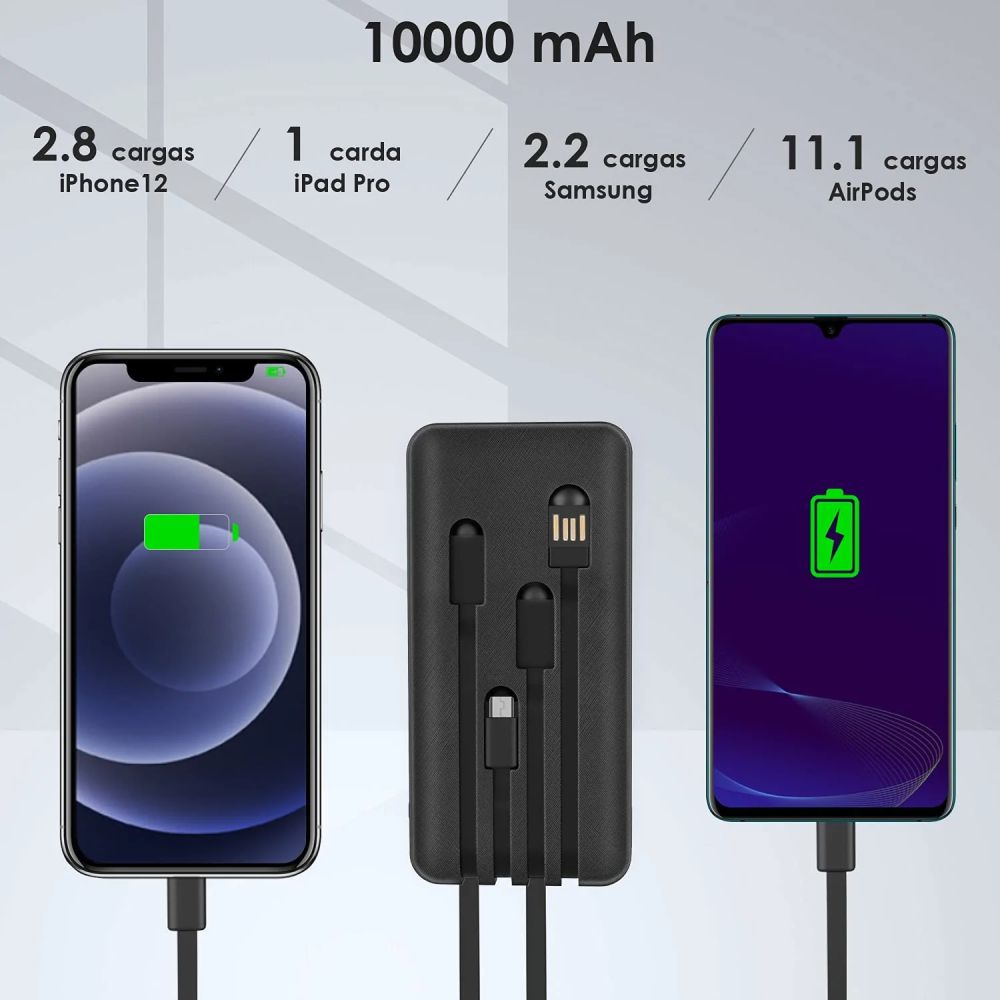 10000 mAh
2.8 cargas
iPhone12
1 carda
iPad Pro
2.2 cargas
Samsung
11.1 cargas
AirPods